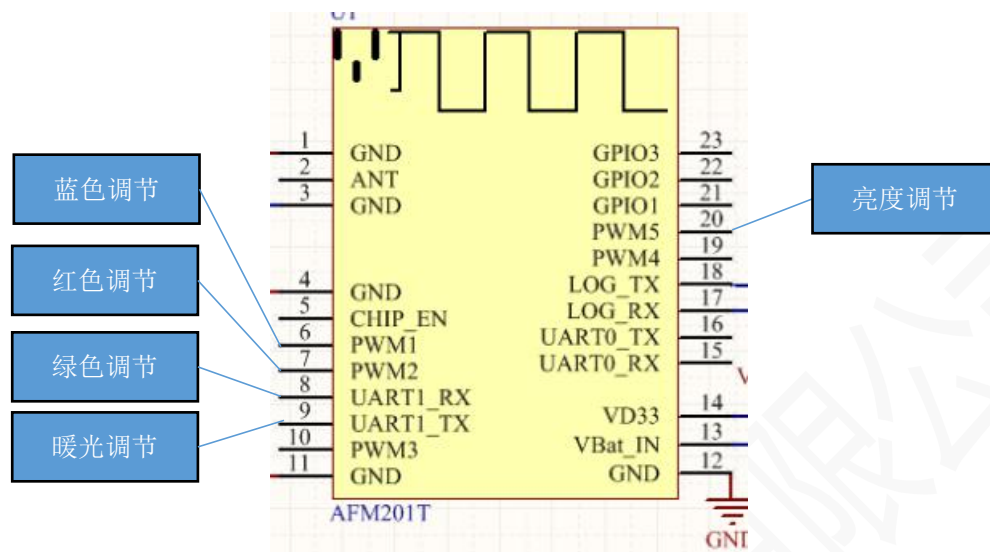 U1
1 GND
2 ANT
3 GND
4 GND
5 CHIP_EN
6 PWM1
7 PWM2
8 UART1_RX
9 UART1_TX
10 PWM3
11 GND
GPIO3 23
GPIO2 22
GPIO1 21
PWM5 20
PWM4 19
LOG_TX 18
LOG_RX 17
UART0_TX 16
UART0_RX 15
VD33 14
VBat_IN 13
GND 12
AFM201T
GND
V
蓝色调节
红色调节
绿色调节
暖光调节
亮度调节
限公司